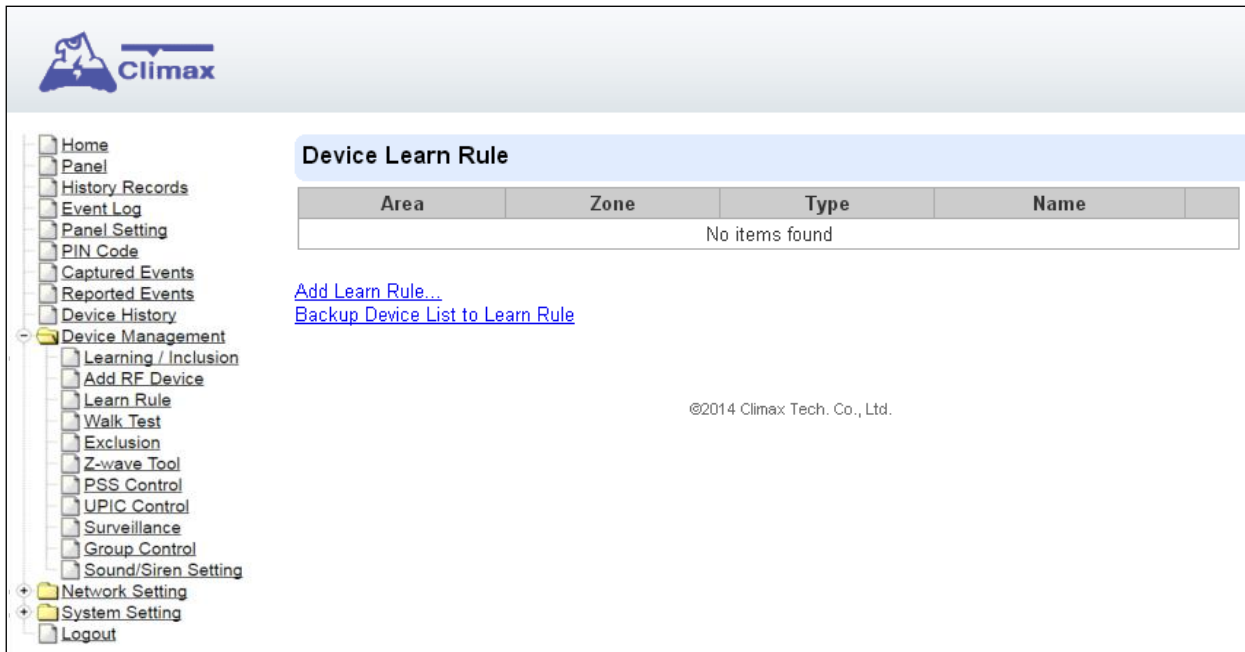 Climax
Home
Panel
History Records
Event Log
Panel Setting
PIN Code
Captured Events
Reported Events
Device History
Device Management
Learning / Inclusion
Add RF Device
Learn Rule
Walk Test
Exclusion
Z-wave Tool
PSS Control
UPIC Control
Surveillance
Group Control
Sound/Siren Setting
Network Setting
System Setting
Logout
Device Learn Rule
Area Zone Type Name
No items found
Add Learn Rule...
Backup Device List to Learn Rule
©2014 Climax Tech. Co., Ltd.